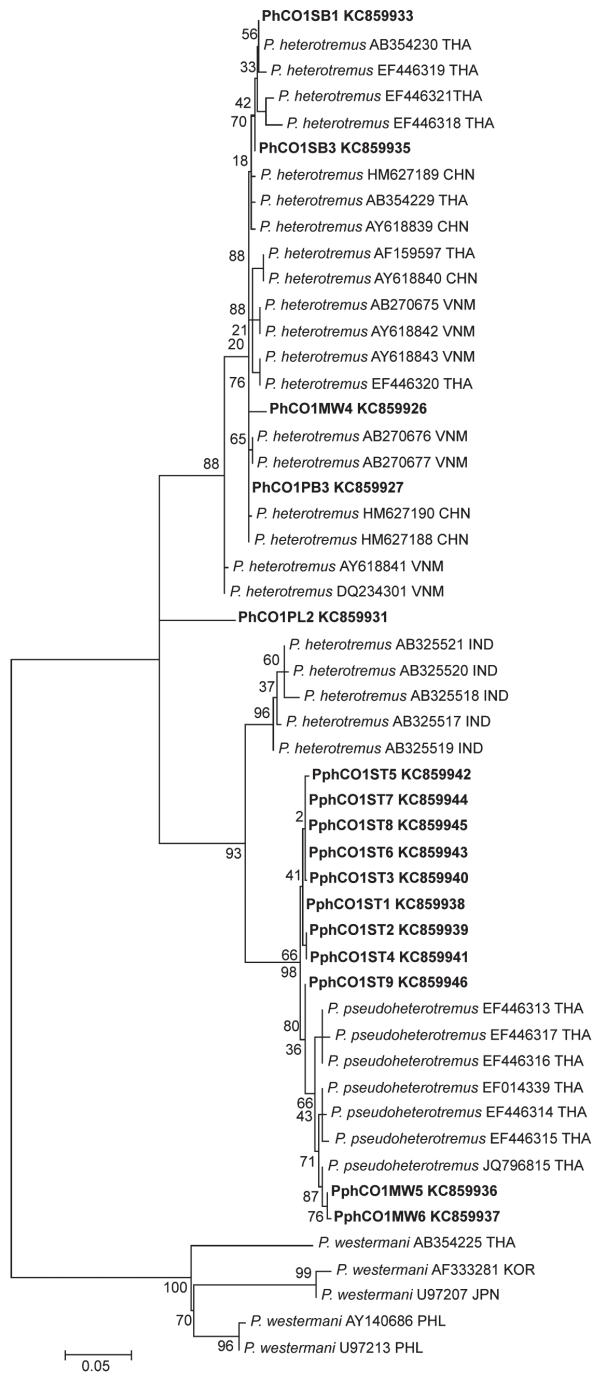 PhCO1SB1 KC859933
56
P. heterotremus AB354230 THA
33
P. heterotremus EF446319 THA
P. heterotremus EF446321THA
42
70
P. heterotremus EF446318 THA
PhCO1SB3 KC859935
18
P. heterotremus HM627189 CHN
P. heterotremus AB354229 THA
P. heterotremus AY618839 CHN
88
P. heterotremus AF159597 THA
P. heterotremus AY618840 CHN
88
P. heterotremus AB270675 VNM
21
P. heterotremus AY618842 VNM
20
P. heterotremus AY618843 VNM
76
P. heterotremus EF446320 THA
PhCO1MW4 KC859926
65
P. heterotremus AB270676 VNM
88
P. heterotremus AB270677 VNM
PhCO1PB3 KC859927
P. heterotremus HM627190 CHN
P. heterotremus HM627188 CHN
P. heterotremus AY618841 VNM
P. heterotremus DQ234301 VNM
PhCO1PL2 KC859931
P. heterotremus AB325521 IND
60
P. heterotremus AB325520 IND
37
P. heterotremus AB325518 IND
96
P. heterotremus AB325517 IND
P. heterotremus AB325519 IND
PphCO1ST5 KC859942
PphCO1ST7 KC859944
2
PphCO1ST8 KC859945
93
PphCO1ST6 KC859943
41
PphCO1ST3 KC859940
PphCO1ST1 KC859938
PphCO1ST2 KC859939
66
PphCO1ST4 KC859941
98
PphCO1ST9 KC859946
P. pseudoheterotremus EF446313 THA
80
P. pseudoheterotremus EF446317 THA
36
P. pseudoheterotremus EF446316 THA
P. pseudoheterotremus EF014339 THA
66
43
P. pseudoheterotremus EF446314 THA
P. pseudoheterotremus EF446315 THA
71
P. pseudoheterotremus JQ796815 THA
87
PphCO1MW5 KC859936
76
PphCO1MW6 KC859937
P. westermani AB354225 THA
99
P. westermani AF333281 KOR
100
P. westermani U97207 JPN
70
P. westermani AY140686 PHL
96
P. westermani U97213 PHL
0.05